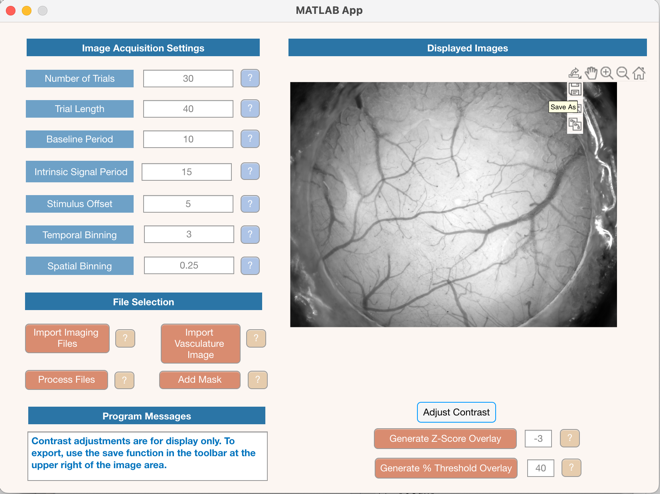 MATLAB App
Image Acquisition Settings
Number of Trials 30 ?
Trial Length 40 ?
Baseline Period 10 ?
Intrinsic Signal Period 15 ?
Stimulus Offset 5 ?
Temporal Binning 3 ?
Spatial Binning 0.25 ?
File Selection
Import Imaging
Files
?
Import
Vasculature
Image
?
Process Files ?
Add Mask ?
Program Messages
Contrast adjustments are for display only. To
export, use the save function in the toolbar at the
upper right of the image area.
Displayed Images
Save As
Adjust Contrast
Generate Z-Score Overlay -3 ?
Generate % Threshold Overlay 40 ?